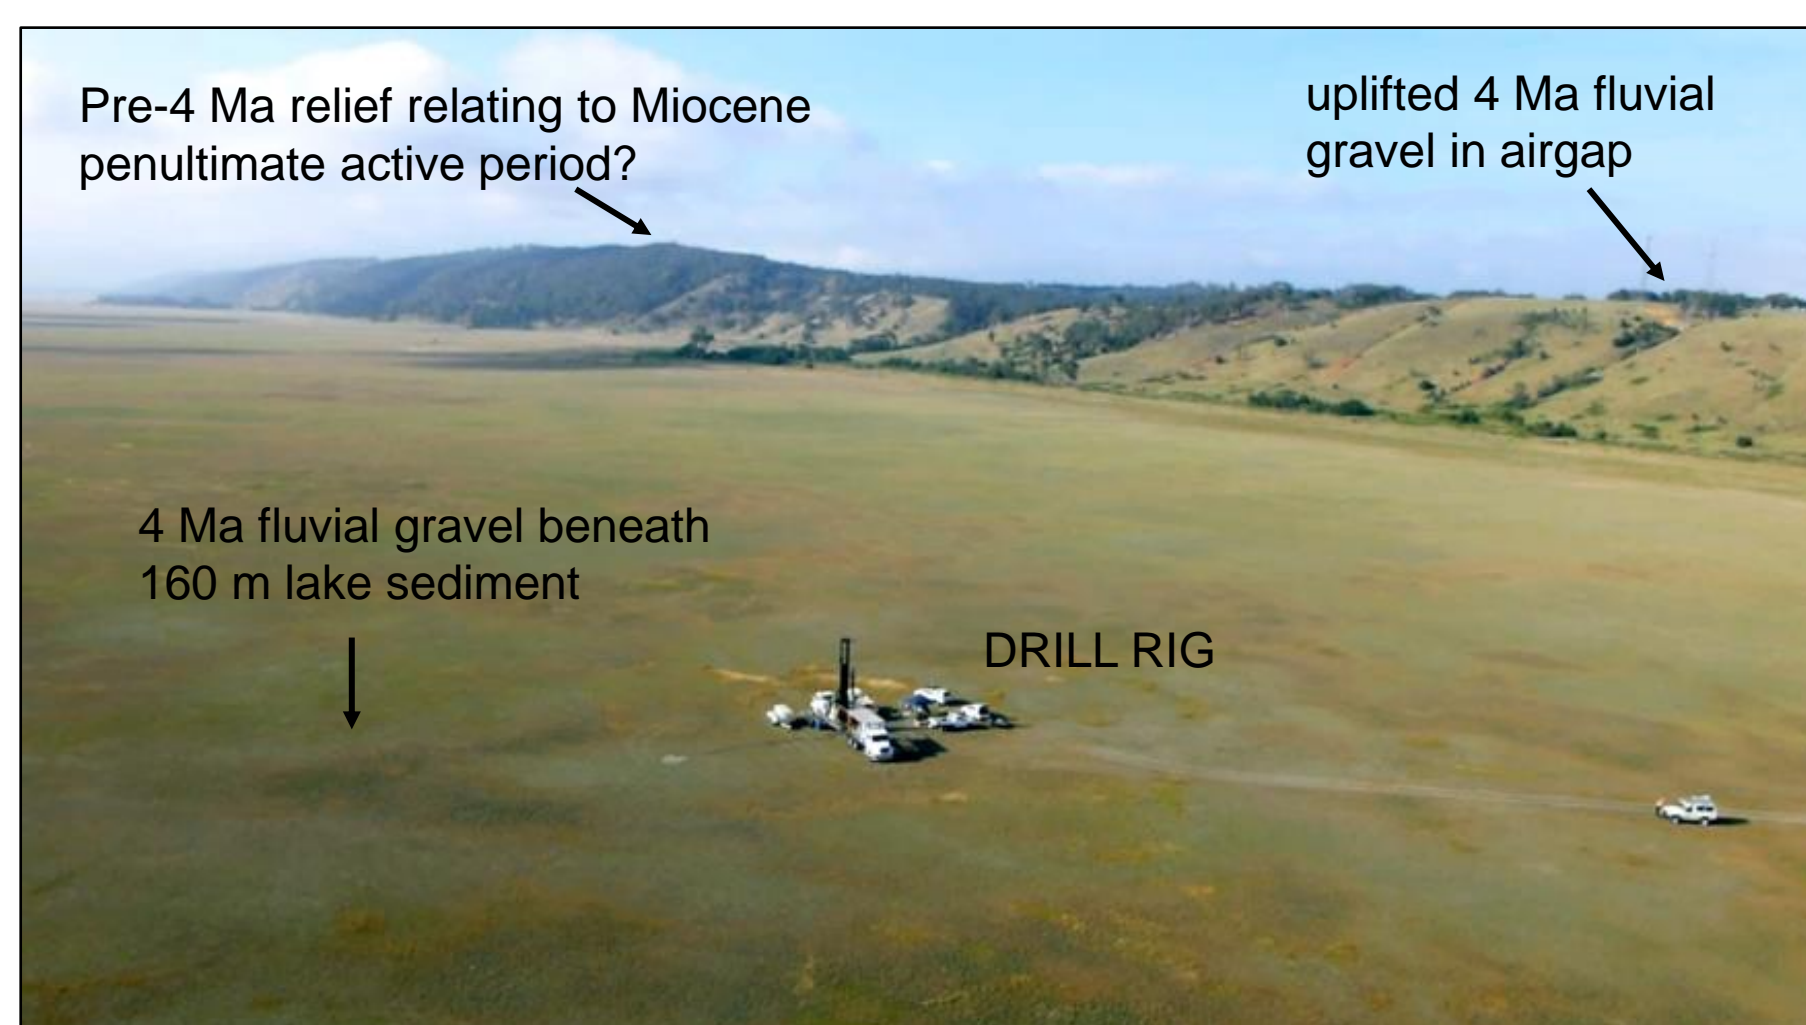 Pre-4 Ma relief relating to Miocene
penultimate active period?
uplifted 4 Ma fluvial
gravel in airgap
4 Ma fluvial gravel beneath
160 m lake sediment
DRILL RIG